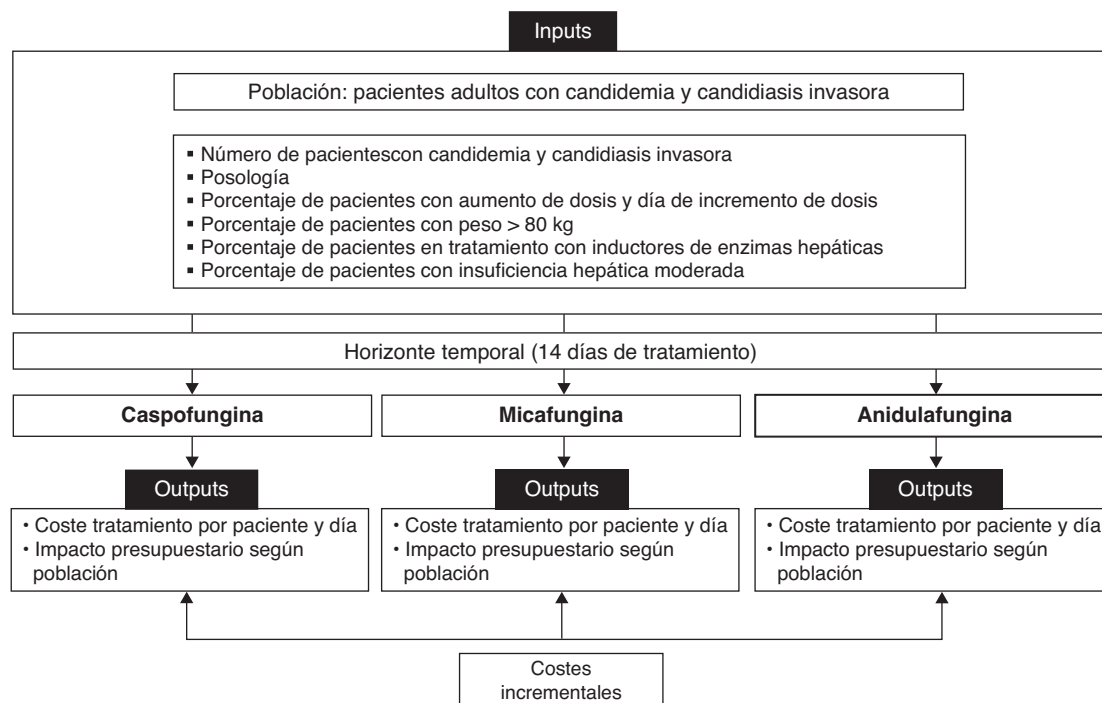 Inputs
Población: pacientes adultos con candidemia y candidiasis invasora
▪ Número de pacientescon candidemia y candidiasis invasora
▪ Posología
▪ Porcentaje de pacientes con aumento de dosis y día de incremento de dosis
▪ Porcentaje de pacientes con peso > 80 kg
▪ Porcentaje de pacientes en tratamiento con inductores de enzimas hepáticas
▪ Porcentaje de pacientes con insuficiencia hepática moderada
Horizonte temporal (14 días de tratamiento)
Caspofungina
Micafungina
Anidulafungina
Outputs
Outputs
Outputs
• Coste tratamiento por paciente y día
• Impacto presupuestario según
población
• Coste tratamiento por paciente y día
• Impacto presupuestario según
población
• Coste tratamiento por paciente y día
• Impacto presupuestario según
población
Costes
incrementales